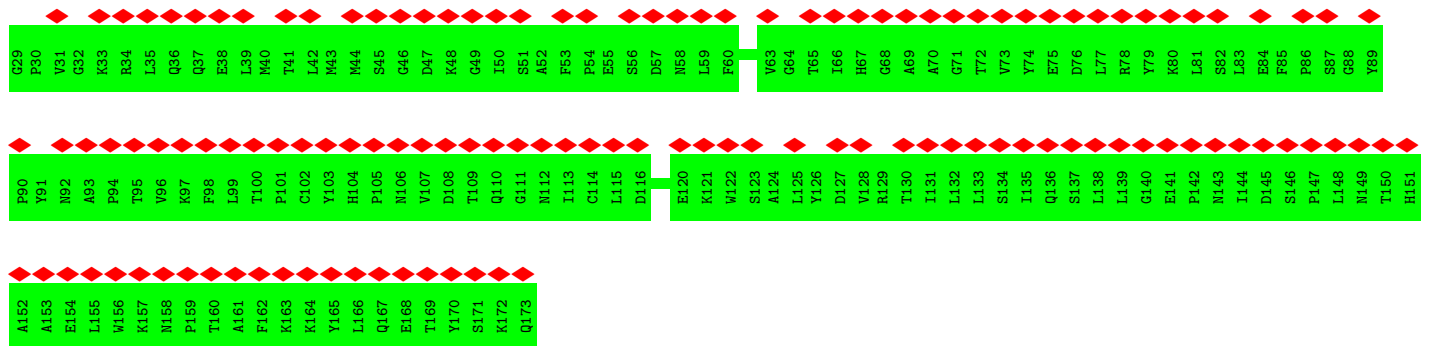 G29 P30 V31 G32 K33 R34 L35 Q36 Q37 E38 L39 M40 T41 L42 M43 M44 S45 G46 D47 K48 G49 I50 S51 A52 F53 P54 E55 S56 D57 N58 L59 F60 V63 G64 T65 I66 H67 G68 A69 A70 G71 T72 V73 Y74 E75 D76 L77 R78 Y79 K80 L81 S82 L83 E84 F85 P86 S87 G88 Y89
P90 Y91 N92 A93 P94 T95 V96 K97 F98 L99 T100 P101 C102 Y103 H104 P105 N106 V107 D108 T109 Q110 G111 N112 I113 C114 L115 D116 E120 K121 W122 S123 A124 L125 Y126 D127 V128 R129 T130 I131 L132 L133 S134 I135 Q136 S137 L138 L139 G140 E141 P142 N143 I144 D145 S146 P147 L148 N149 T150 H151
A152 A153 E154 L155 W156 K157 N158 P159 T160 A161 F162 K163 K164 Y165 L166 Q167 E168 T169 Y170 S171 K172 Q173